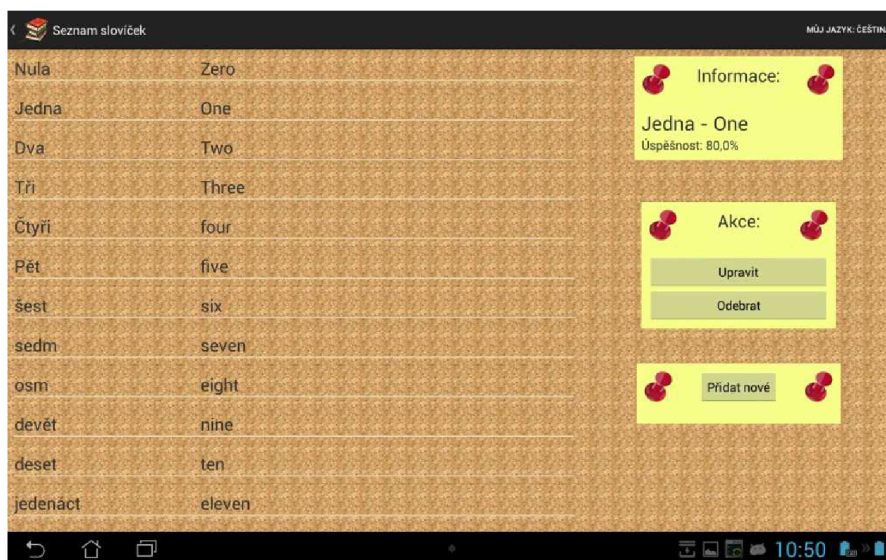 Seznam slovíček
MŮJ JAZYK: ČEŠTINA
Nula Zero
Jedna One
Dva Two
Tři Three
Čtyři four
Pět five
šest six
sedm seven
osm eight
devět nine
deset ten
jedenáct eleven
Informace:
Jedna - One
Úspěšnost: 80,0%
Akce:
Upravit
Odebrat
Přidat nové
10:50